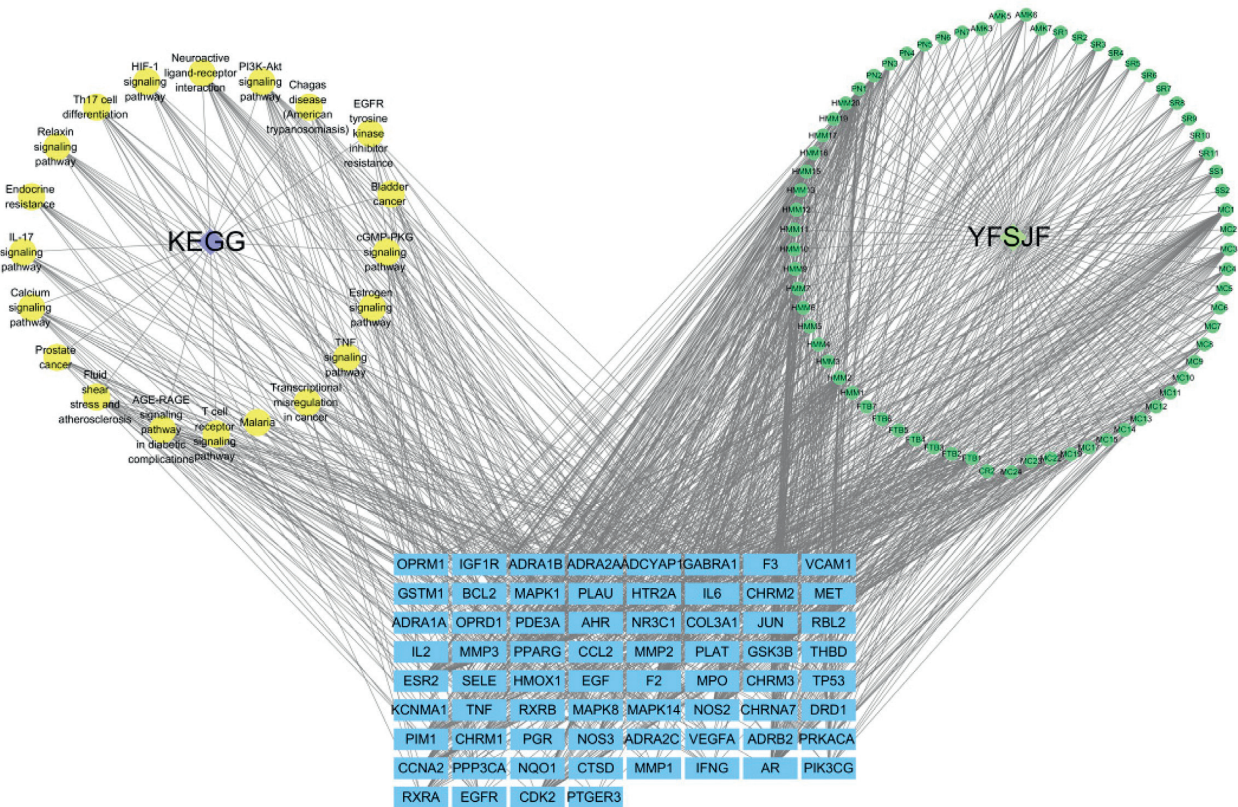 Neuroactive
ligand-receptor
interaction
PI3K-Akt
signaling
pathway
Chagas
disease
(American
trypanosomiasis)
EGFR
tyrosine
kinase
inhibitor
resistance
Bladder
cancer
cGMP-PKG
signaling
pathway
Estrogen
signaling
pathway
TNF
signaling
pathway
Transcriptional
misregulation
in cancer
Malaria
T cell
receptor
signaling
pathway
AGE-RAGE
signaling
pathway
in diabetic
complications
Fluid
shear
stress and
atherosclerosis
Prostate
cancer
Calcium
signaling
pathway
IL-17
signaling
pathway
Endocrine
resistance
Relaxin
signaling
pathway
Th17 cell
differentiation
HIF-1
signaling
pathway
KEGG
YFSJF
AMK5
AMK6
AMK7
SR1
SR2
SR3
SR4
SR5
SR6
SR7
SR8
SR9
SR10
SR11
SS1
SS2
MC1
MC2
MC3
MC4
MC5
MC6
MC7
MC8
MC9
MC10
MC11
MC12
MC13
MC14
MC15
MC17
MC19
MC22
MC23
MC24
CR2
FTB1
FTB2
FTB3
FTB4
FTB5
FTB6
FTB7
HMM1
HMM2
HMM3
HMM4
HMM5
HMM6
HMM7
HMM9
HMM10
HMM11
HMM12
HMM13
HMM15
HMM16
HMM17
HMM19
HMM20
PN1
PN2
PN3
PN4
PN5
PN6
PN7
AMK3
OPRM1 IGF1R ADRA1B ADRA2A ADCYAP1 GABRA1 F3 VCAM1
GSTM1 BCL2 MAPK1 PLAU HTR2A IL6 CHRM2 MET
ADRA1A OPRD1 PDE3A AHR NR3C1 COL3A1 JUN RBL2
IL2 MMP3 PPARG CCL2 MMP2 PLAT GSK3B THBD
ESR2 SELE HMOX1 EGF F2 MPO CHRM3 TP53
KCNMA1 TNF RXRB MAPK8 MAPK14 NOS2 CHRNA7 DRD1
PIM1 CHRM1 PGR NOS3 ADRA2C VEGFA ADRB2 PRKACA
CCNA2 PPP3CA NQO1 CTSD MMP1 IFNG AR PIK3CG
RXRA EGFR CDK2 PTGER3